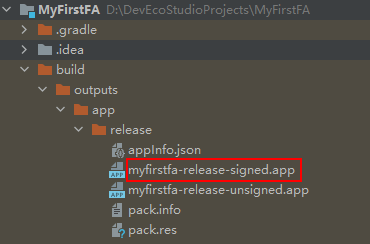 MyFirstFA D:\DevEcoStudioProjects\MyFirstFA
.gradle
.idea
build
outputs
app
release
appInfo.json
myfirstfa-release-signed.app
myfirstfa-release-unsigned.app
pack.info
pack.res